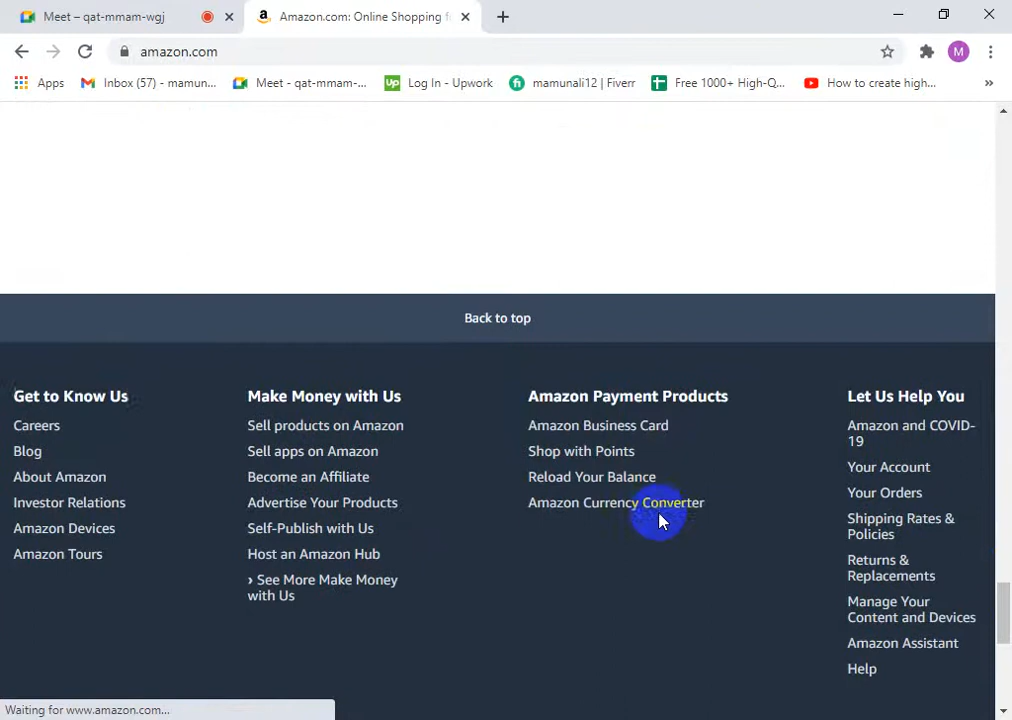 Meet – qat-mmam-wgj
Amazon.com: Online Shopping f
amazon.com
M
Apps
Inbox (57) - mamun...
Meet - qat-mmam-...
Up
Log In - Upwork
fi
mamunali12 | Fiverr
Free 1000+ High-Q...
How to create high...
»
Back to top
Get to Know Us
Careers
Blog
About Amazon
Investor Relations
Amazon Devices
Amazon Tours
Make Money with Us
Sell products on Amazon
Sell apps on Amazon
Become an Affiliate
Advertise Your Products
Self-Publish with Us
Host an Amazon Hub
› See More Make Money
with Us
Amazon Payment Products
Amazon Business Card
Shop with Points
Reload Your Balance
Amazon Currency Converter
Let Us Help You
Amazon and COVID-
19
Your Account
Your Orders
Shipping Rates &
Policies
Returns &
Replacements
Manage Your
Content and Devices
Amazon Assistant
Help
Waiting for www.amazon.com...